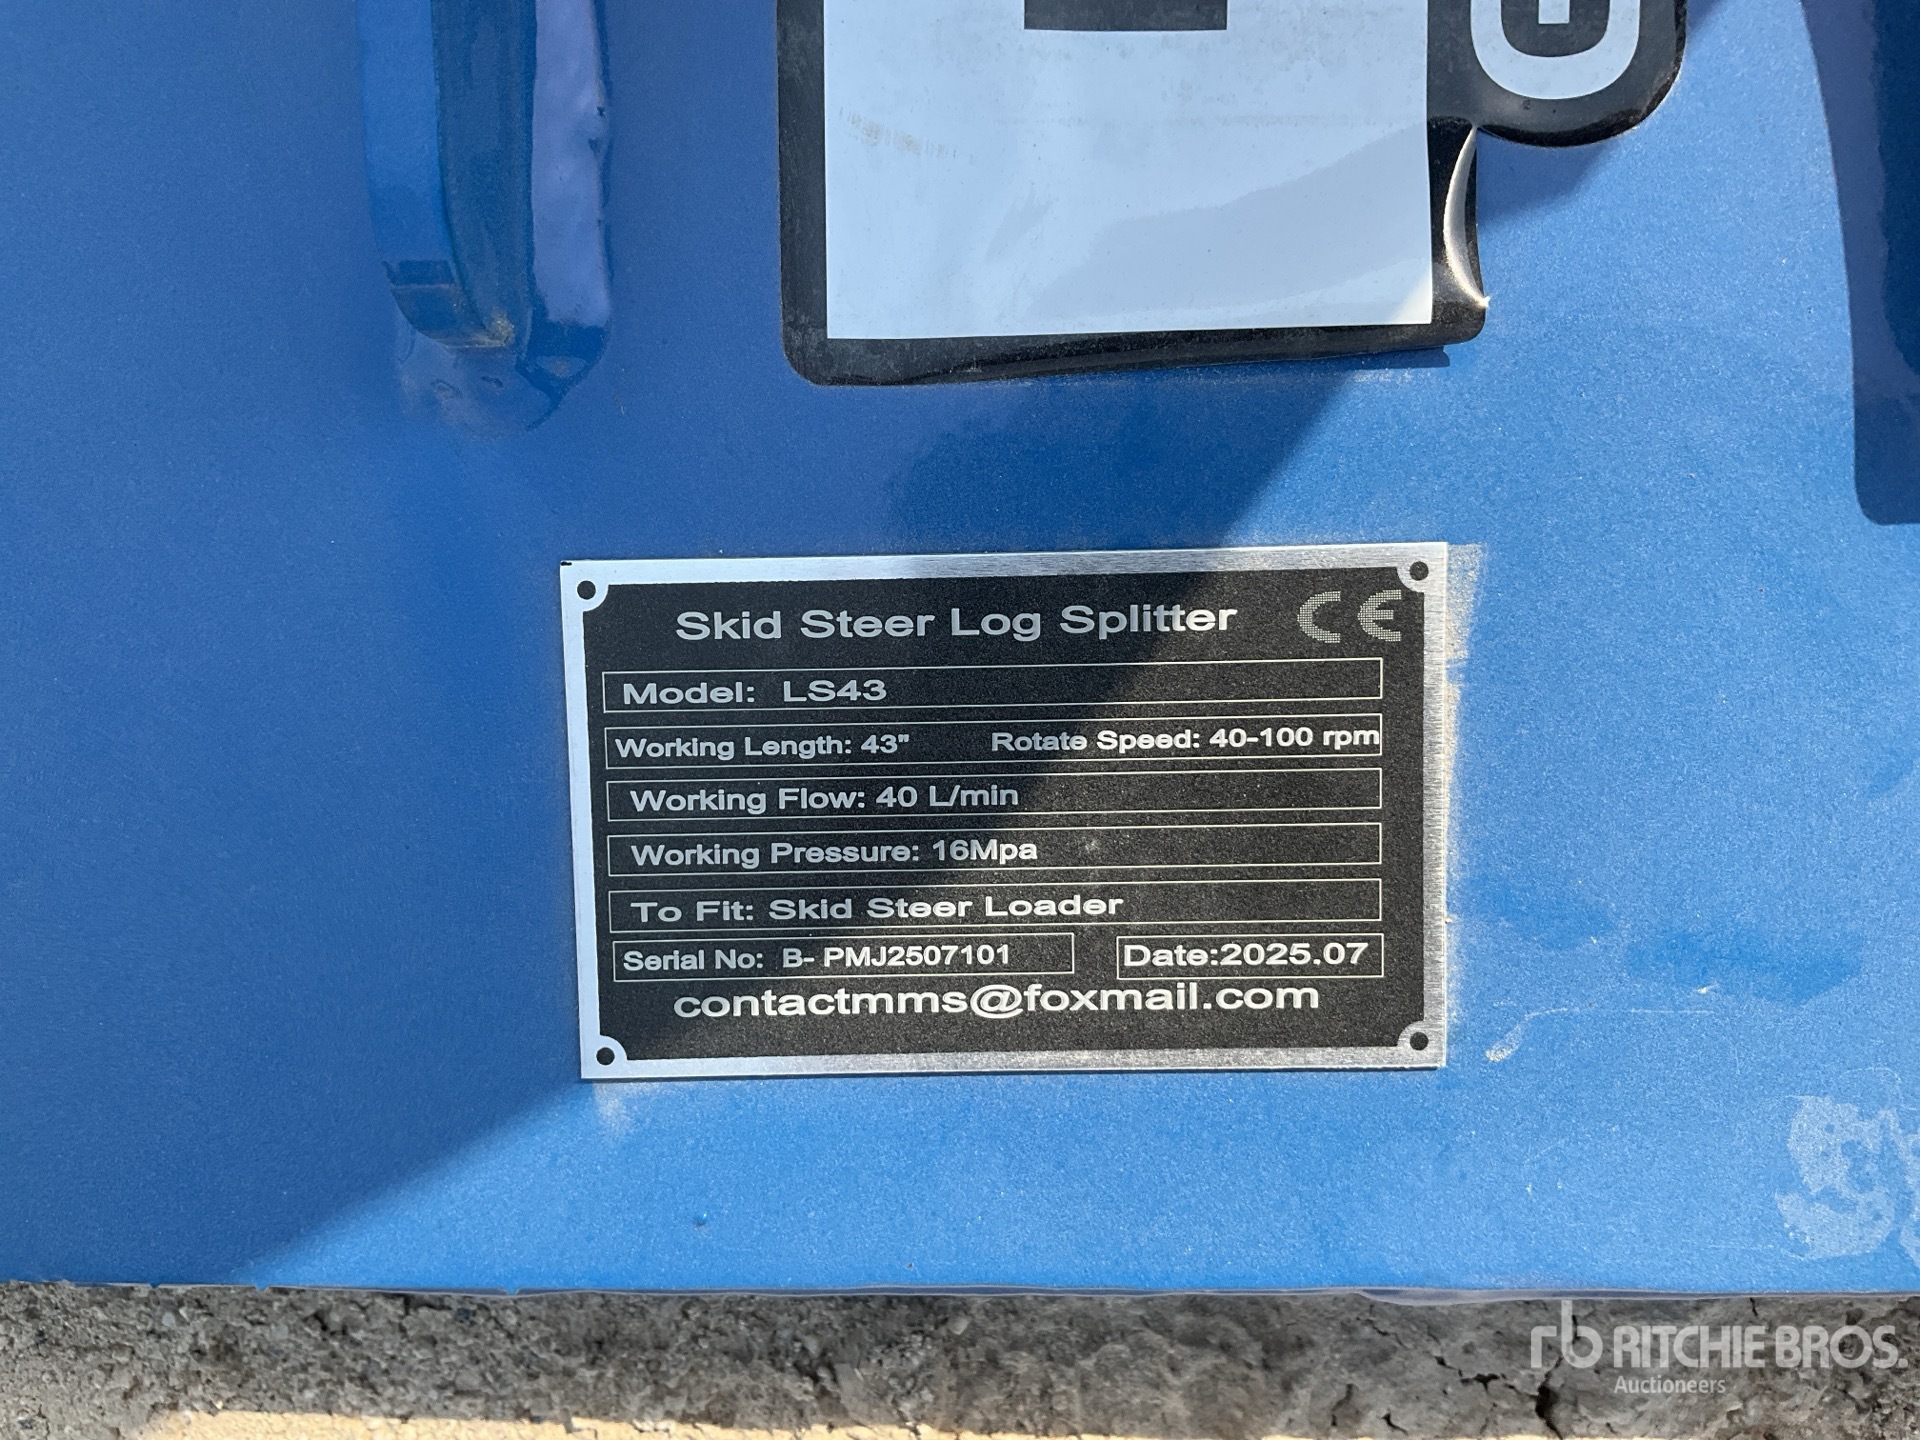 Skid Steer Log Splitter CE
Model: LS43
Working Length: 43" Rotate Speed: 40-100 rpm
Working Flow: 40 L/min
Working Pressure: 16Mpa
To Fit: Skid Steer Loader
Serial No: B- PMJ2507101 Date:2025.07
contactmms@foxmail.com
rb RITCHIE BROS.
Auctioneers